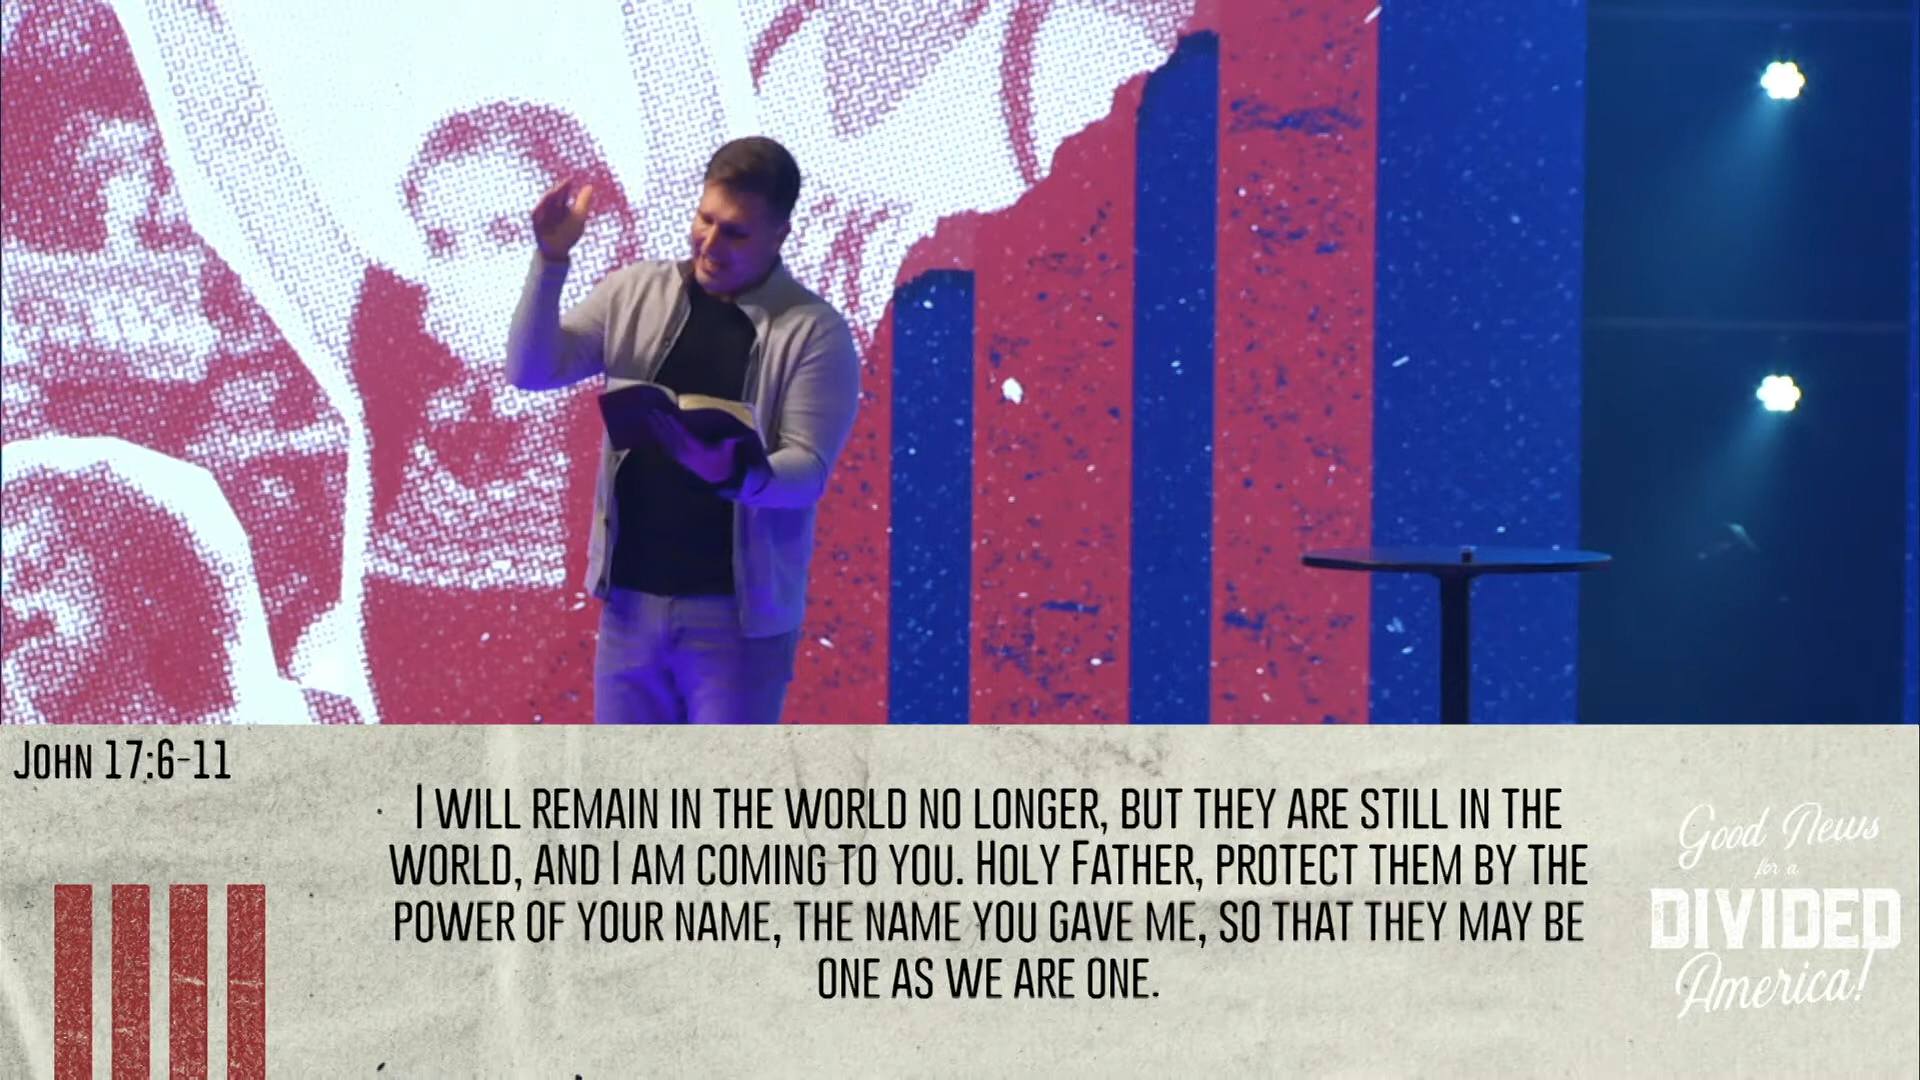 John 17:6-11
I will remain in the world no longer, but they are still in the
world, and I am coming to you. Holy Father, protect them by the
power of your name, the name you gave me, so that they may be
one as we are one.
Good News
for a
DIVIDED
America!